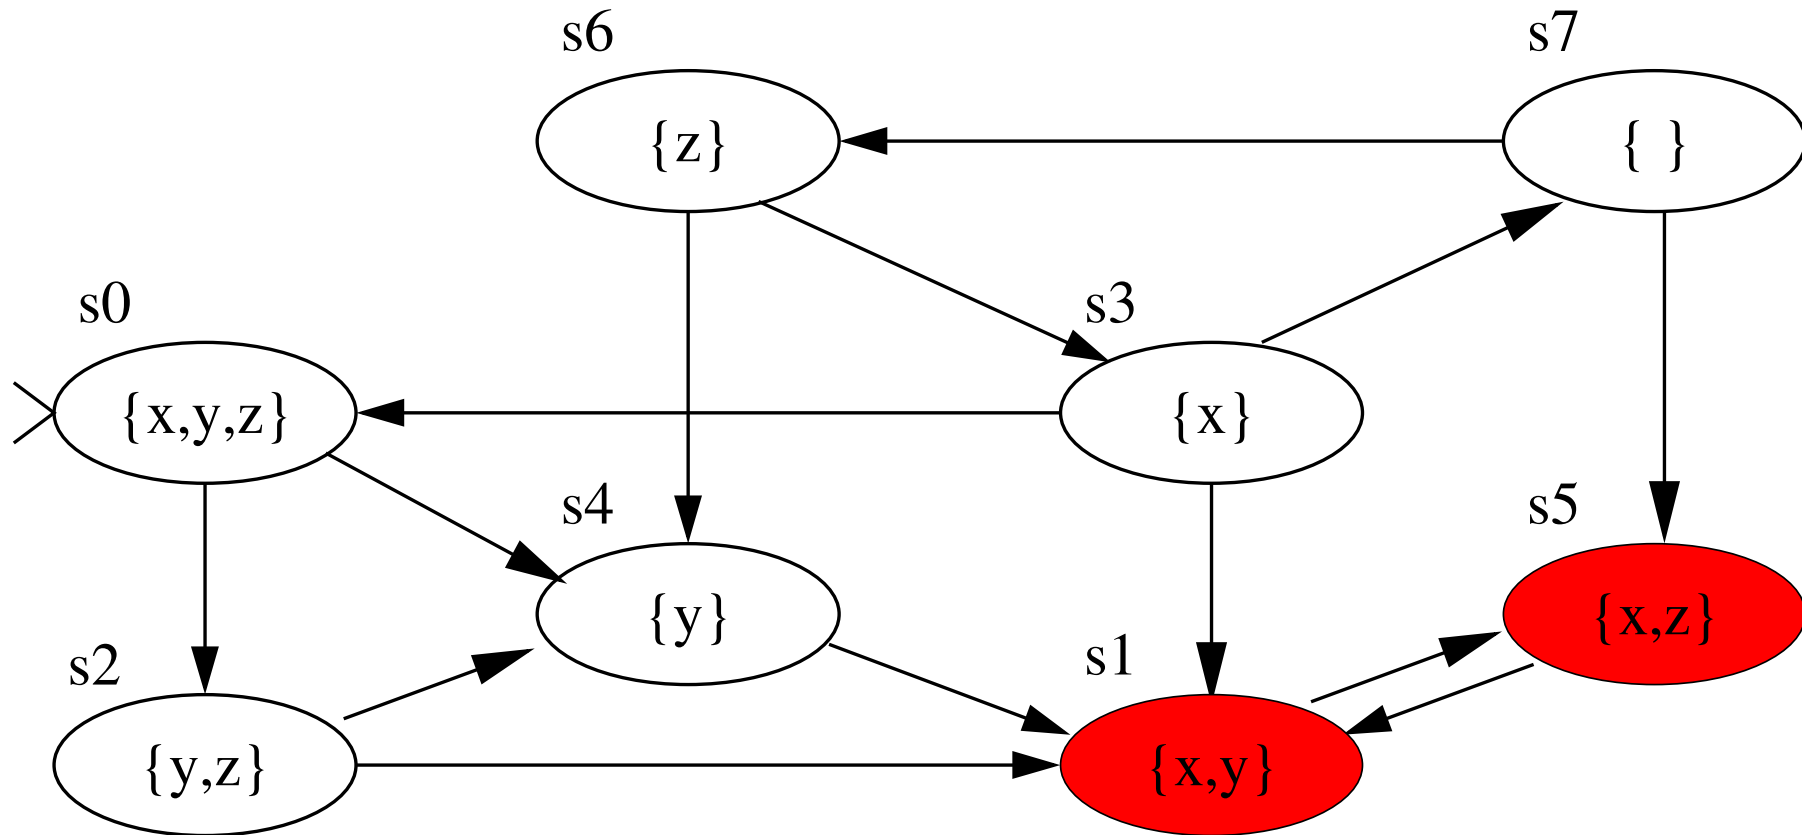 s6
s7
{z}
{ }
s0
s3
{x,y,z}
{x}
s4
s5
{y}
{x,z}
s2
s1
{y,z}
{x,y}